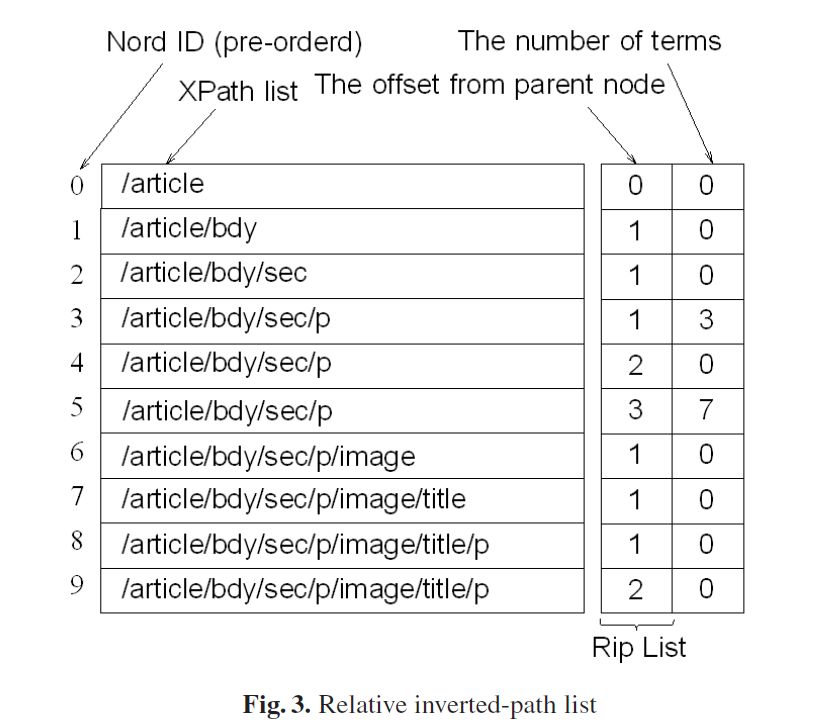 Nord ID (pre-orderd)
The number of terms
XPath list
The offset from parent node
0 /article 0 0
1 /article/bdy 1 0
2 /article/bdy/sec 1 0
3 /article/bdy/sec/p 1 3
4 /article/bdy/sec/p 2 0
5 /article/bdy/sec/p 3 7
6 /article/bdy/sec/p/image 1 0
7 /article/bdy/sec/p/image/title 1 0
8 /article/bdy/sec/p/image/title/p 1 0
9 /article/bdy/sec/p/image/title/p 2 0
Rip List
Fig. 3. Relative inverted-path list